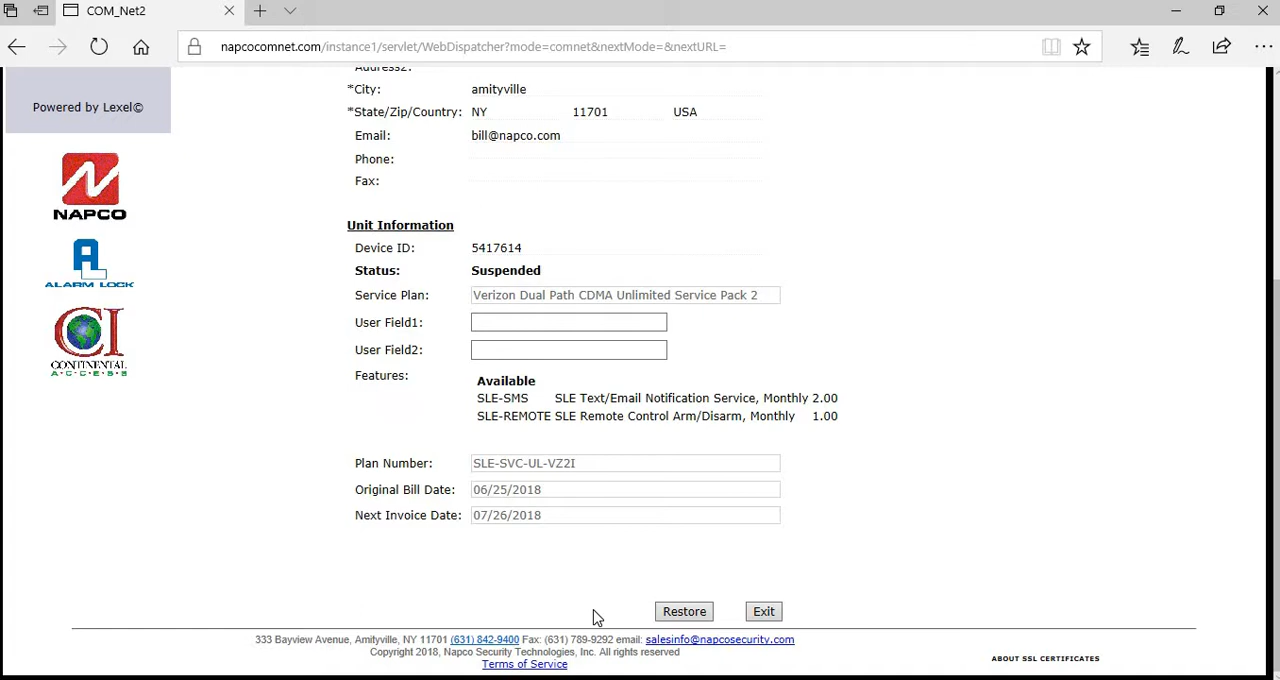 COM_Net2
napcocomnet.com/instance1/servlet/WebDispatcher?mode=comnet&nextMode=&nextURL=
Powered by Lexel©
NAPCO
ALARM LOCK
CI
CONTINENTAL
A·C·C·E·S·S
Address2:
*City: amityville
*State/Zip/Country: NY 11701 USA
Email: bill@napco.com
Phone:
Fax:
Unit Information
Device ID: 5417614
Status: Suspended
Service Plan: Verizon Dual Path CDMA Unlimited Service Pack 2
User Field1:
User Field2:
Features: Available
SLE-SMS SLE Text/Email Notification Service, Monthly 2.00
SLE-REMOTE SLE Remote Control Arm/Disarm, Monthly 1.00
Plan Number: SLE-SVC-UL-VZ2I
Original Bill Date: 06/25/2018
Next Invoice Date: 07/26/2018
Restore Exit
333 Bayview Avenue, Amityville, NY 11701 (631) 842-9400 Fax: (631) 789-9292 email: salesinfo@napcosecurity.com
Copyright 2018, Napco Security Technologies, Inc. All rights reserved
Terms of Service
ABOUT SSL CERTIFICATES